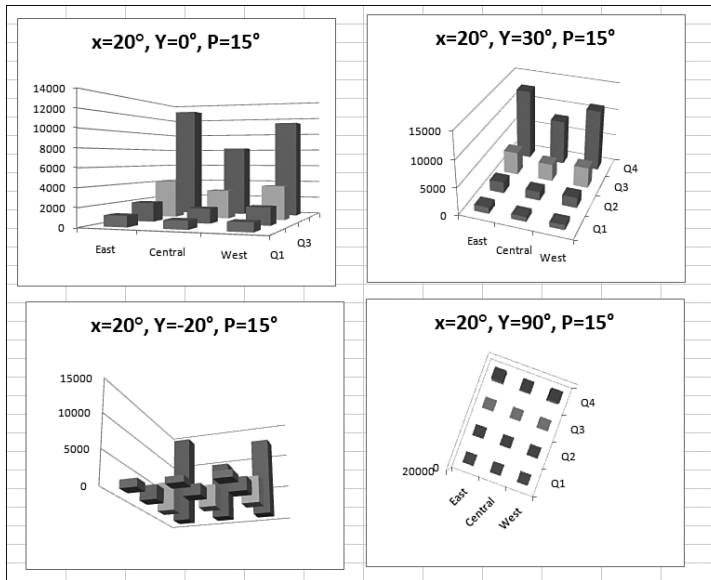 x=20°, Y=0°, P=15°
14000
12000
10000
8000
6000
4000
2000
0
East
Central
West
Q1
Q3
x=20°, Y=30°, P=15°
15000
10000
5000
0
East
Central
West
Q1
Q2
Q3
Q4
x=20°, Y=-20°, P=15°
15000
10000
5000
0
x=20°, Y=90°, P=15°
20000
0
East
Central
West
Q1
Q2
Q3
Q4